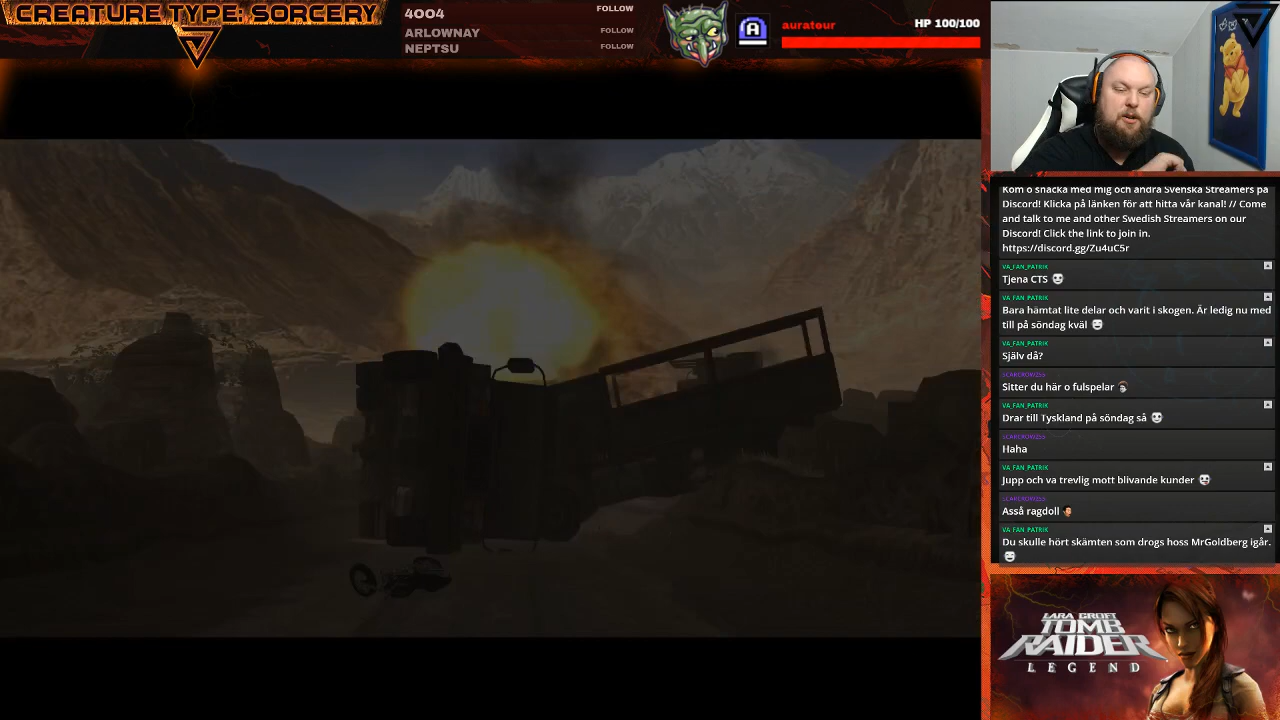 CREATURE TYPE: SORCERY
4004 FOLLOW
ARLOWNAY FOLLOW
NEPTSU FOLLOW
A
aurateur HP 100/100
Kom o snacka med mig och andra Svenska Streamers på
Discord! Klicka på länken för att hitta vår kanal! // Come
and talk to me and other Swedish Streamers on our
Discord! Click the link to join in.
https://discord.gg/Zu4uC5r
VA_FAN_PATRIK
Tjena CTS
VA_FAN_PATRIK
Bara hämtat lite delar och varit i skogen. Är ledig nu med
till på söndag kväl
VA_FAN_PATRIK
Själv då?
Sitter du här o fulspelar
VA_FAN_PATRIK
Drar till Tyskland på söndag så
Haha
VA_FAN_PATRIK
Jupp och va trevlig mott blivande kunder
Asså ragdoll
VA_FAN_PATRIK
Du skulle hört skämten som drogs hoss MrGoldberg igår.
LARA CROFT
TOMB
RAIDER
LEGEND